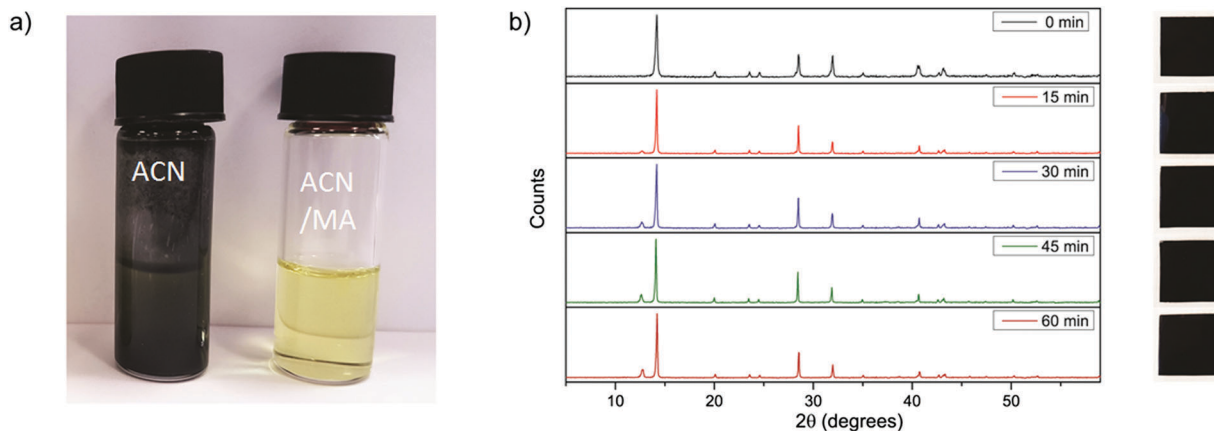 a)
ACN
ACN
/MA
b)
0 min
15 min
30 min
45 min
60 min
Counts
10 20 30 40 50
2θ (degrees)